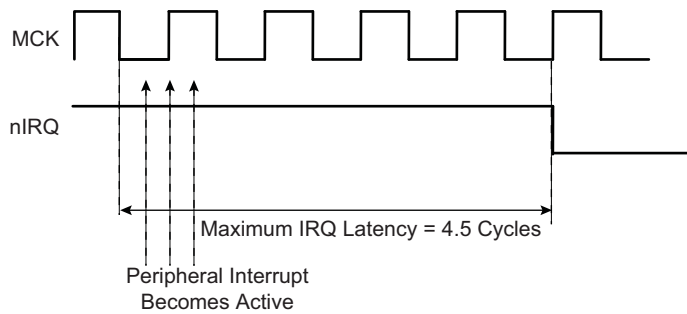 MCK
nIRQ
Maximum IRQ Latency = 4.5 Cycles
Peripheral Interrupt
Becomes Active